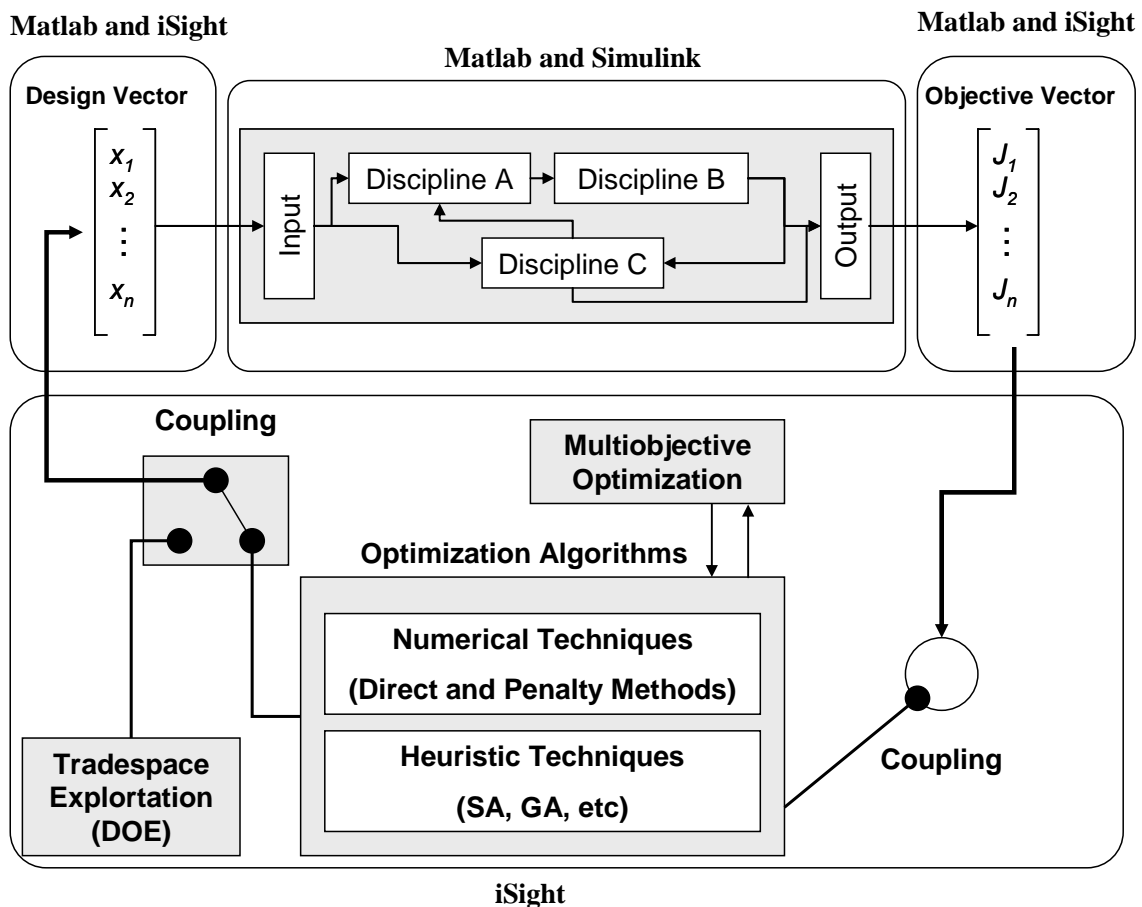 Matlab and iSight
Matlab and Simulink
Matlab and iSight
Design Vector
x1
x2
⋮
xn
Input
Discipline A
Discipline B
Discipline C
Output
Objective Vector
J1
J2
⋮
Jn
Coupling
Multiobjective
Optimization
Optimization Algorithms
Numerical Techniques
(Direct and Penalty Methods)
Heuristic Techniques
(SA, GA, etc)
Tradespace
Explortation
(DOE)
Coupling
iSight